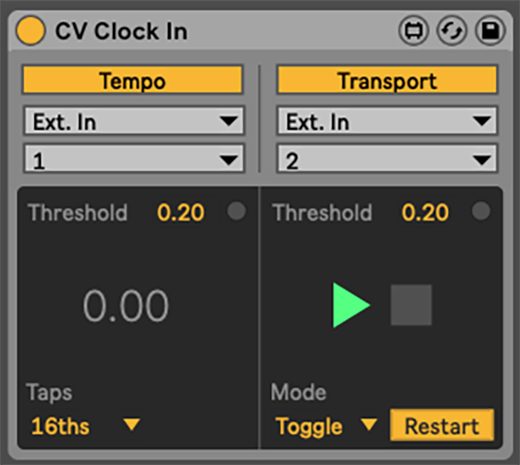 CV Clock In
Tempo
Ext. In
1
Transport
Ext. In
2
Threshold 0.20
0.00
Taps
16ths
Threshold 0.20
Mode
Toggle Restart